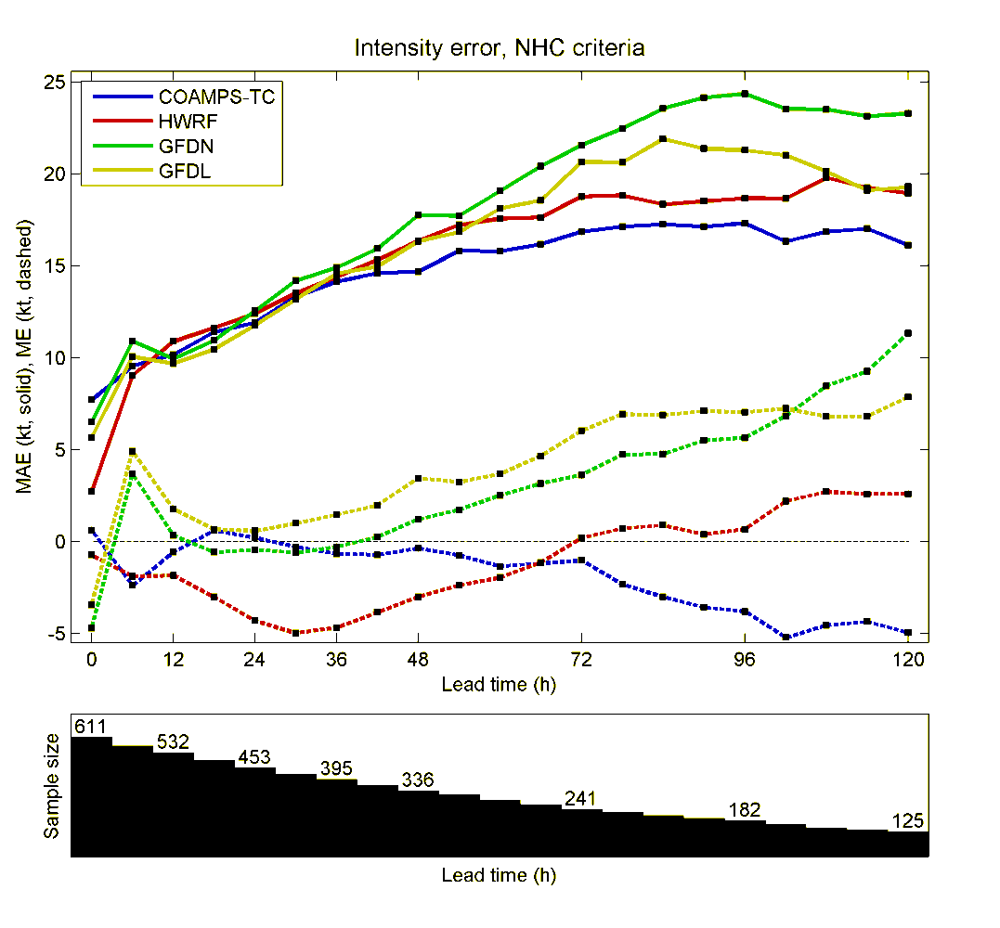 Intensity error, NHC criteria
25
20
15
10
5
0
-5
MAE (kt, solid), ME (kt, dashed)
COAMPS-TC
HWRF
GFDN
GFDL
0 12 24 36 48 72 96 120
Lead time (h)
Sample size
611 532 453 395 336 241 182 125
Lead time (h)